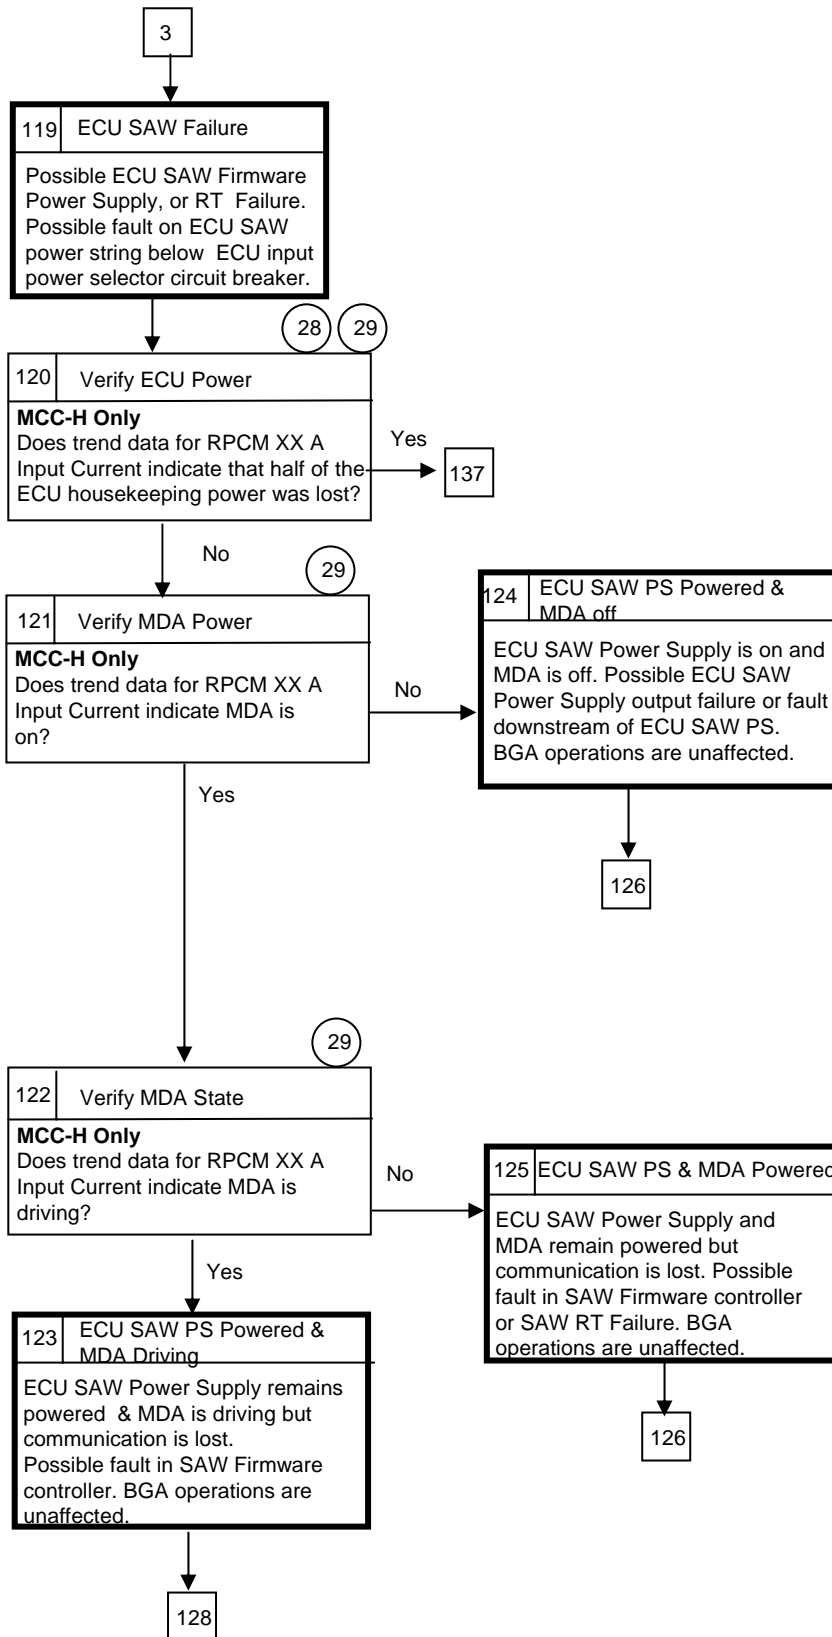 3
119 ECU SAW Failure
Possible ECU SAW Firmware
Power Supply, or RT Failure.
Possible fault on ECU SAW
power string below ECU input
power selector circuit breaker.
28 29
120 Verify ECU Power
MCC-H Only
Does trend data for RPCM XX A
Input Current indicate that half of the
ECU housekeeping power was lost?
Yes
137
No
29
121 Verify MDA Power
MCC-H Only
Does trend data for RPCM XX A
Input Current indicate MDA is
on?
No
124 ECU SAW PS Powered &
MDA off
ECU SAW Power Supply is on and
MDA is off. Possible ECU SAW
Power Supply output failure or fault
downstream of ECU SAW PS.
BGA operations are unaffected.
126
Yes
29
122 Verify MDA State
MCC-H Only
Does trend data for RPCM XX A
Input Current indicate MDA is
driving?
No
125 ECU SAW PS & MDA Powered
ECU SAW Power Supply and
MDA remain powered but
communication is lost. Possible
fault in SAW Firmware controller
or SAW RT Failure. BGA
operations are unaffected.
126
Yes
123 ECU SAW PS Powered &
MDA Driving
ECU SAW Power Supply remains
powered & MDA is driving but
communication is lost.
Possible fault in SAW Firmware
controller. BGA operations are
unaffected.
128